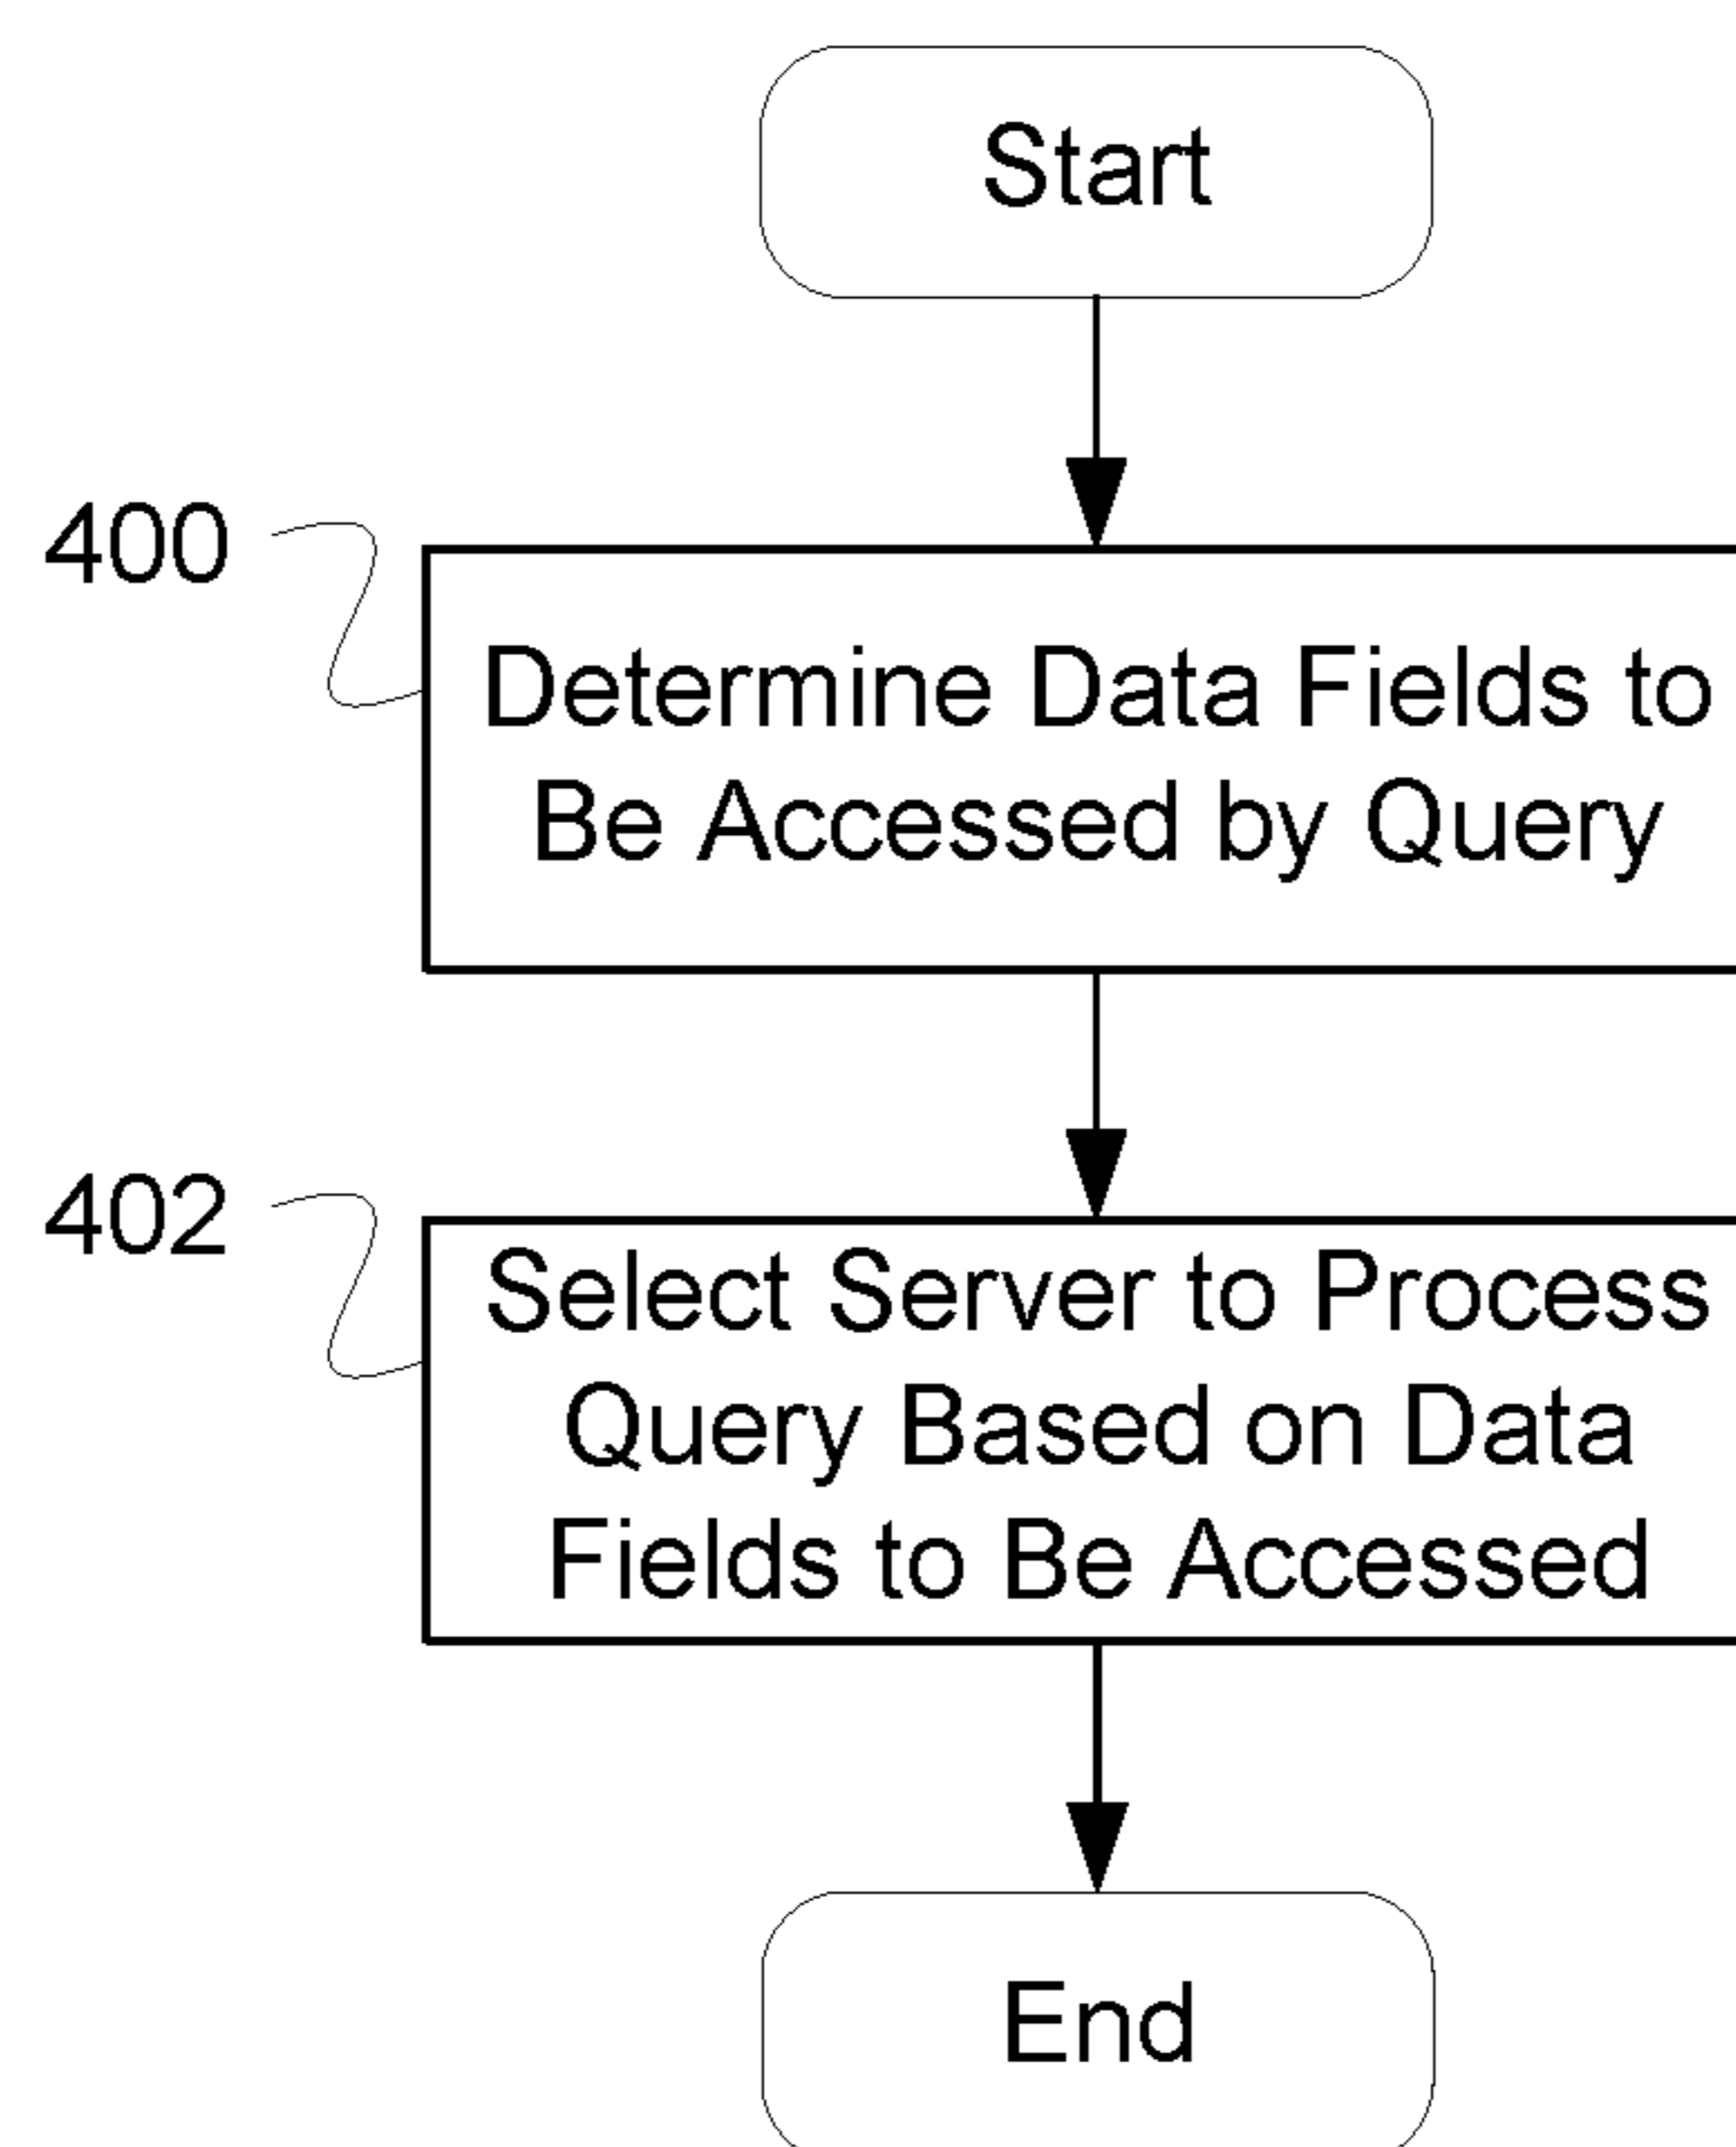 Start
400
Determine Data Fields to
Be Accessed by Query
402
Select Server to Process
Query Based on Data
Fields to Be Accessed
End